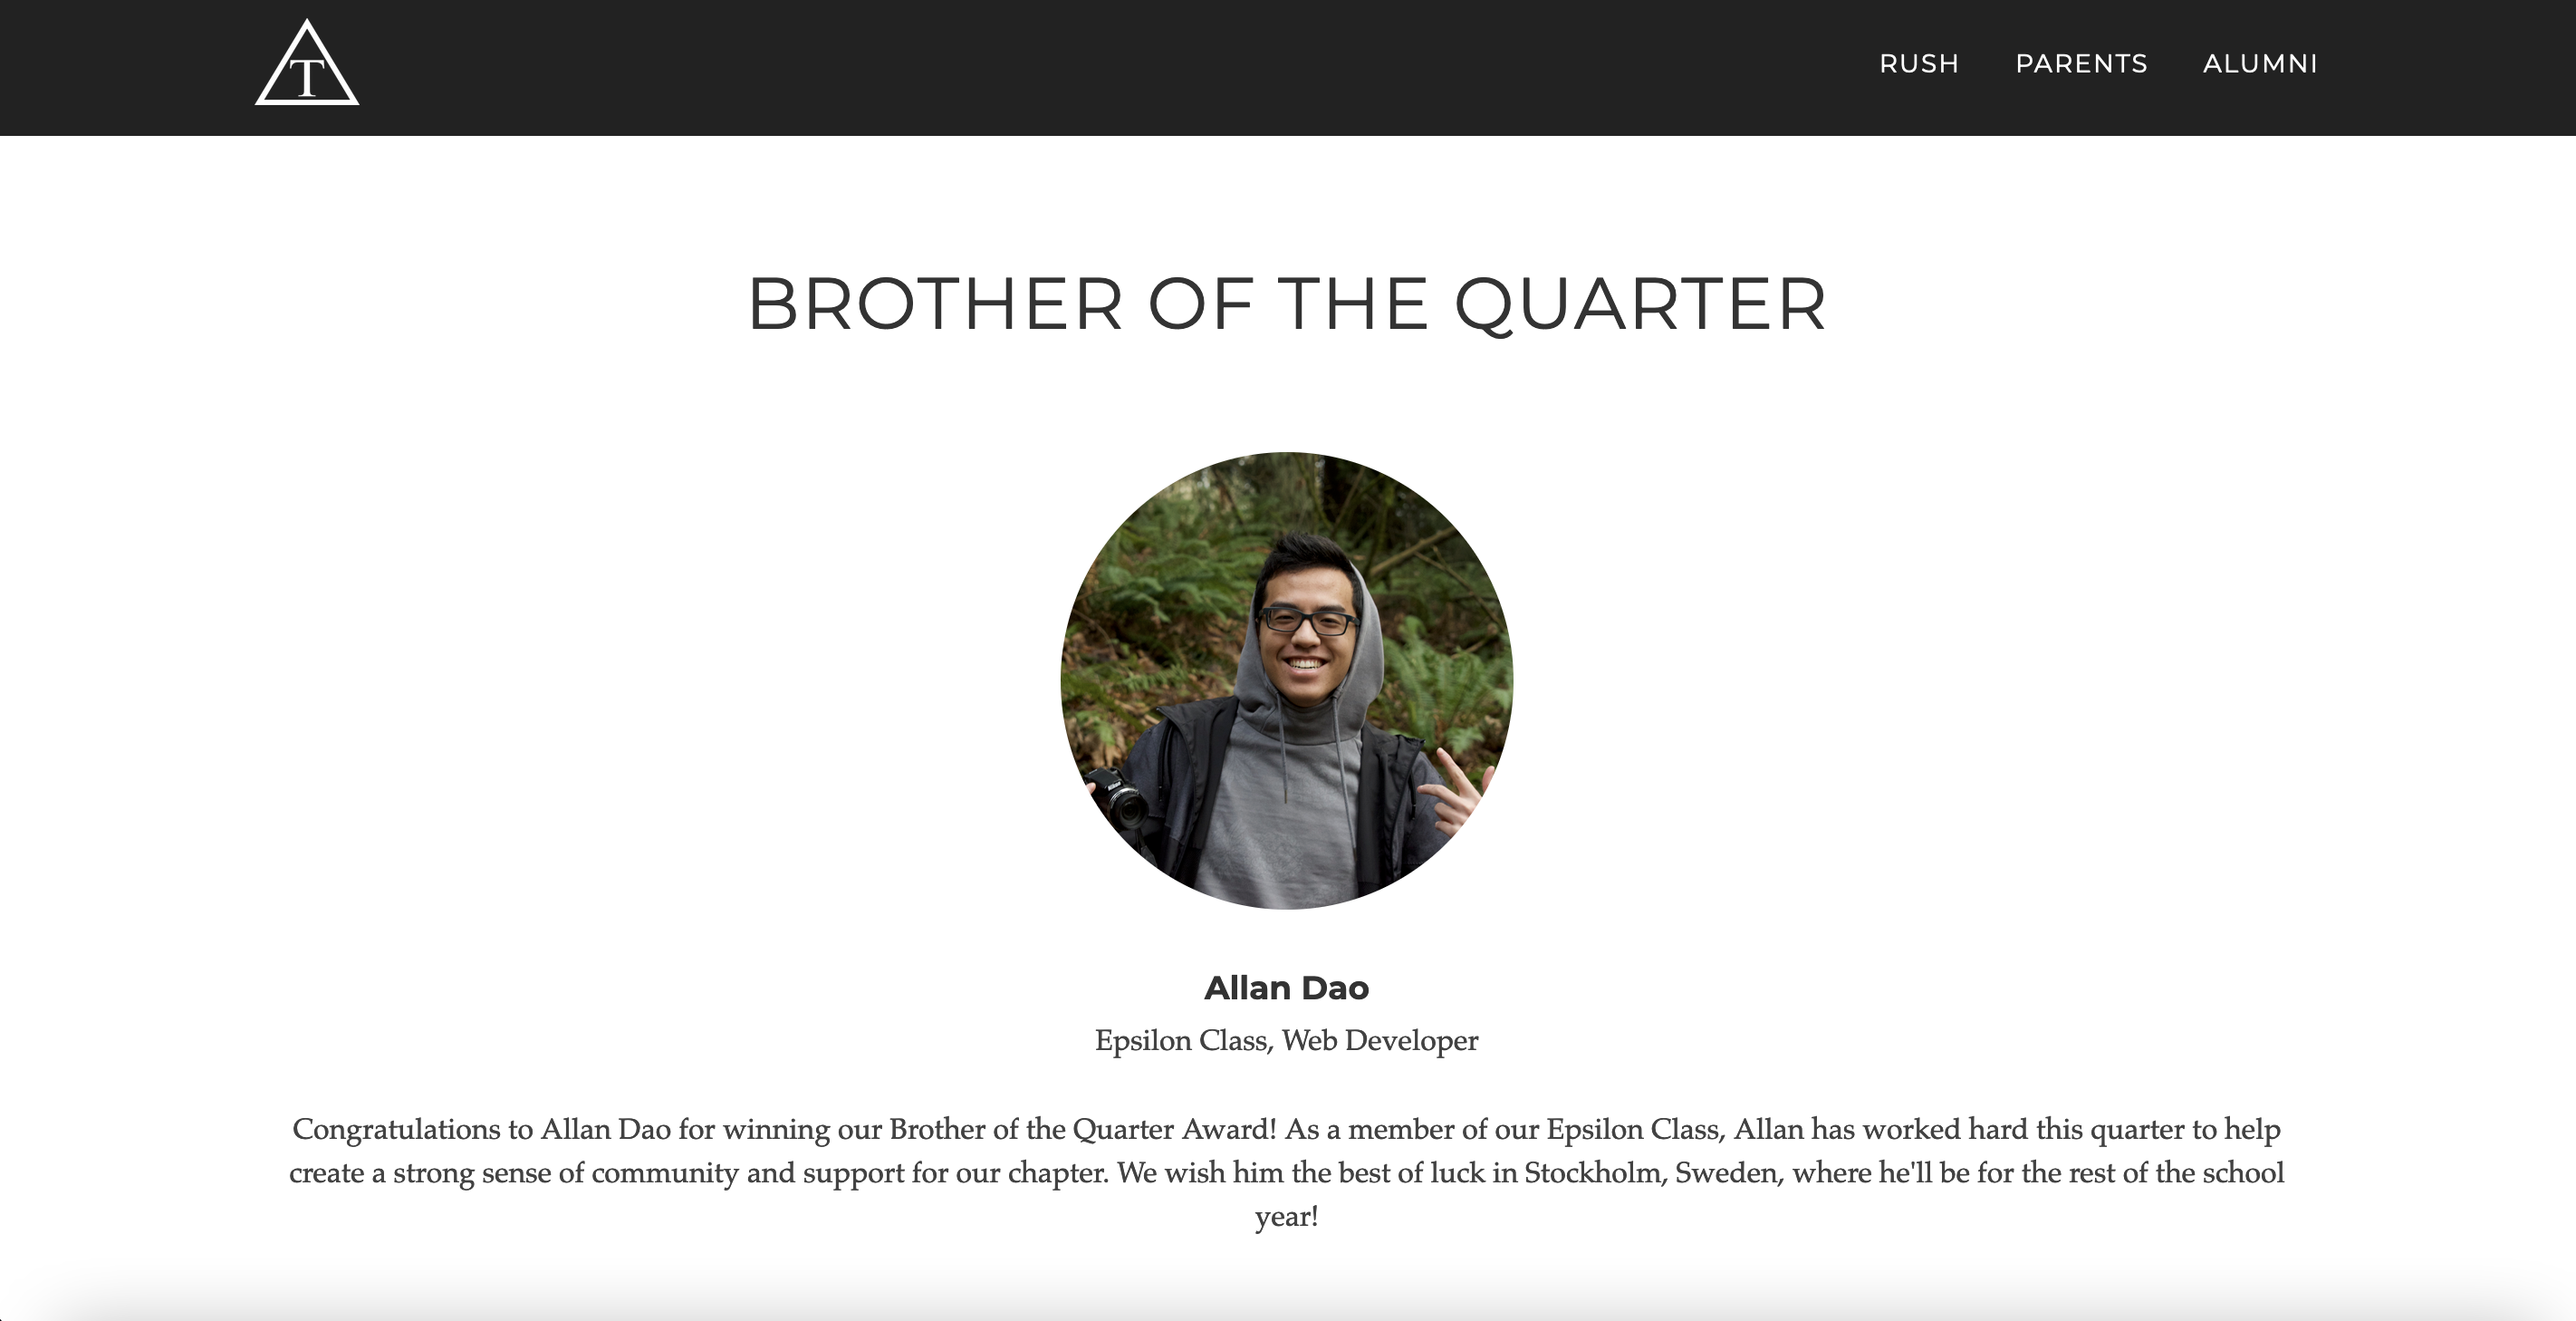 T
RUSH PARENTS ALUMNI
BROTHER OF THE QUARTER
Nikon
Allan Dao
Epsilon Class, Web Developer
Congratulations to Allan Dao for winning our Brother of the Quarter Award! As a member of our Epsilon Class, Allan has worked hard this quarter to help
create a strong sense of community and support for our chapter. We wish him the best of luck in Stockholm, Sweden, where he'll be for the rest of the school
year!